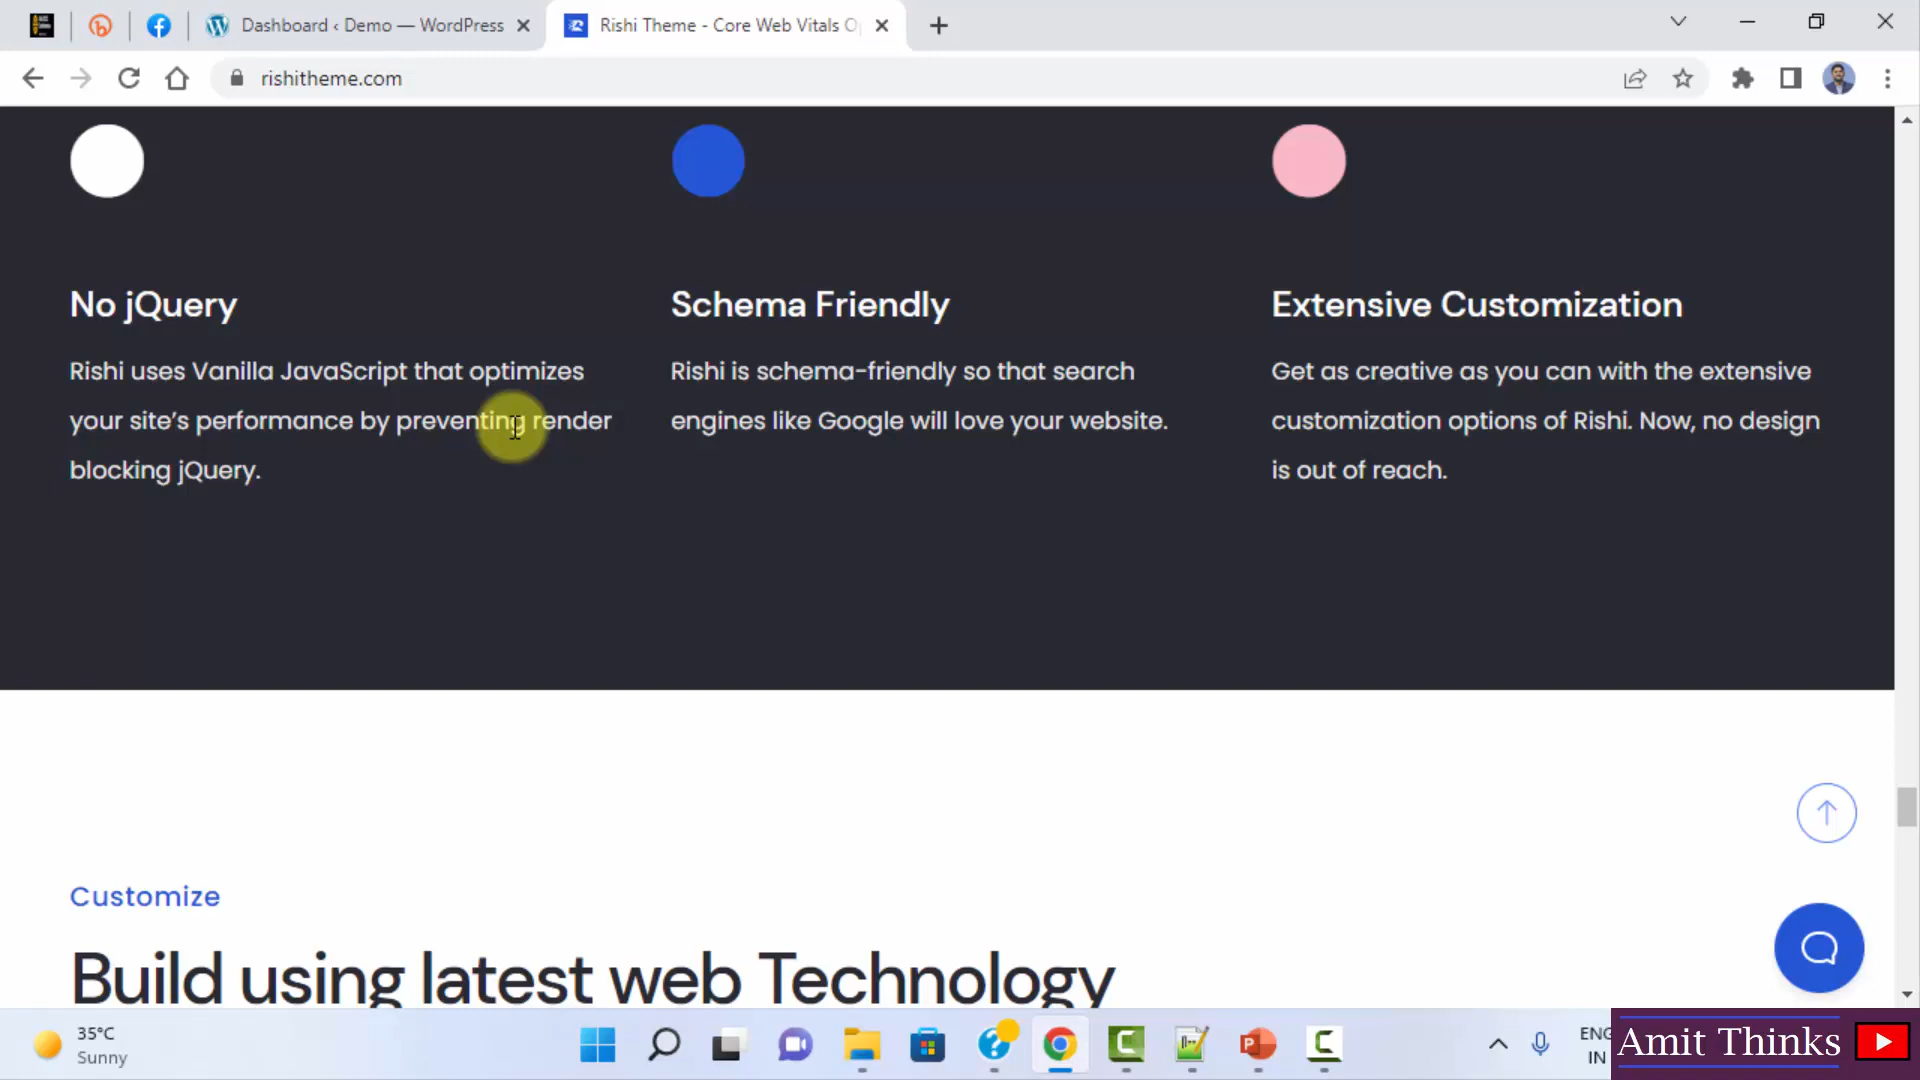 Dashboard ‹ Demo — WordPress
Rishi Theme - Core Web Vitals O
rishitheme.com
No jQuery
Rishi uses Vanilla JavaScript that optimizes
your site's performance by preventing render
blocking jQuery.
Schema Friendly
Rishi is schema-friendly so that search
engines like Google will love your website.
Extensive Customization
Get as creative as you can with the extensive
customization options of Rishi. Now, no design
is out of reach.
Customize
Build using latest web Technology
35°C
Sunny
ENG
IN
Amit Thinks